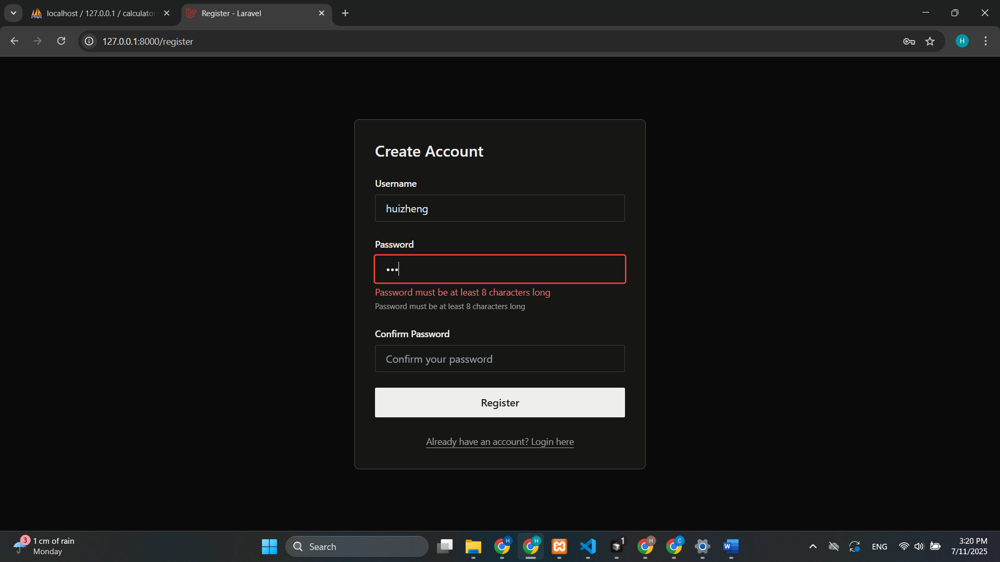 localhost / 127.0.0.1 / calculator
Register - Laravel
127.0.0.1:8000/register
H
Create Account
Username
huizheng
Password
•••
Password must be at least 8 characters long
Password must be at least 8 characters long
Confirm Password
Confirm your password
Register
Already have an account? Login here
3
1 cm of rain
Monday
Search
H
H
1
H
C
W
ENG
3:20 PM
7/11/2025